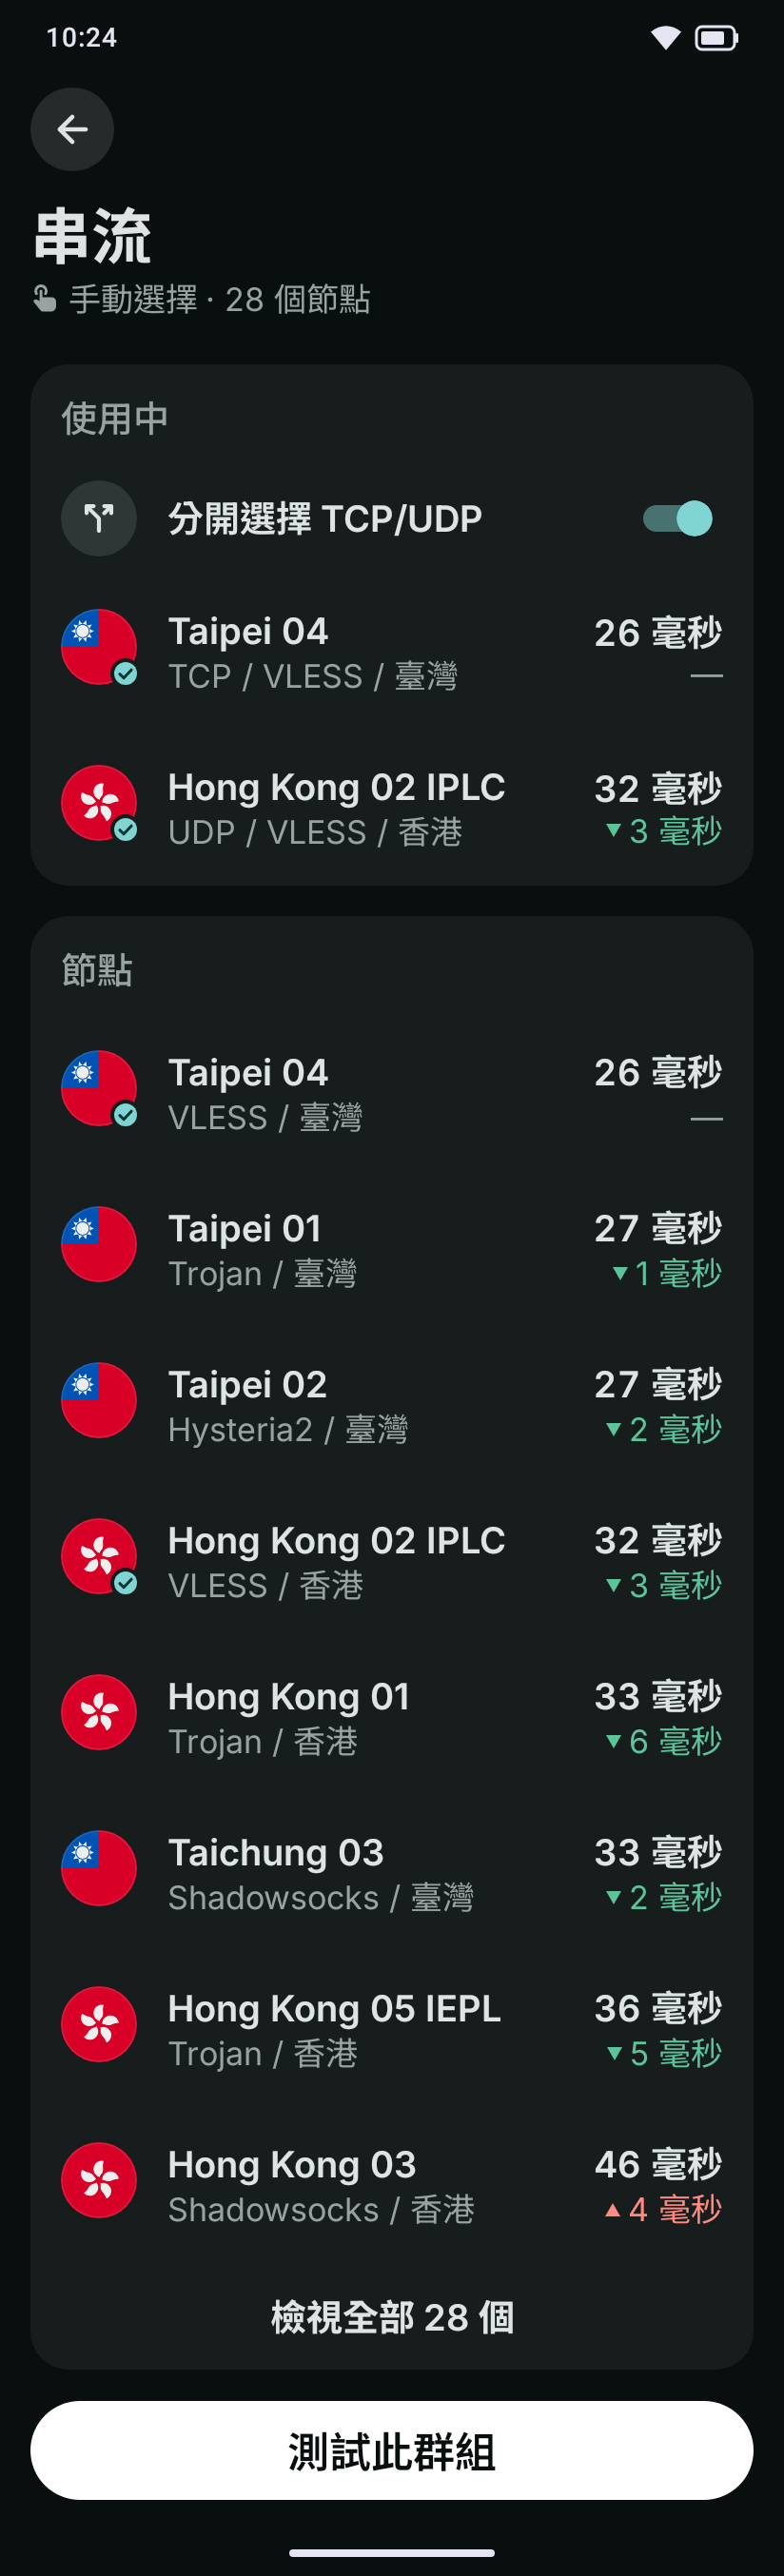 10:24
串流
手動選擇 · 28 個節點
使用中
分開選擇 TCP/UDP
Taipei 04
26 毫秒
TCP / VLESS / 臺灣
—
Hong Kong 02 IPLC
32 毫秒
UDP / VLESS / 香港
▼3 毫秒
節點
Taipei 04
26 毫秒
VLESS / 臺灣
—
Taipei 01
27 毫秒
Trojan / 臺灣
▼1 毫秒
Taipei 02
27 毫秒
Hysteria2 / 臺灣
▼2 毫秒
Hong Kong 02 IPLC
32 毫秒
VLESS / 香港
▼3 毫秒
Hong Kong 01
33 毫秒
Trojan / 香港
▼6 毫秒
Taichung 03
33 毫秒
Shadowsocks / 臺灣
▼2 毫秒
Hong Kong 05 IEPL
36 毫秒
Trojan / 香港
▼5 毫秒
Hong Kong 03
46 毫秒
Shadowsocks / 香港
▲4 毫秒
檢視全部 28 個
測試此群組